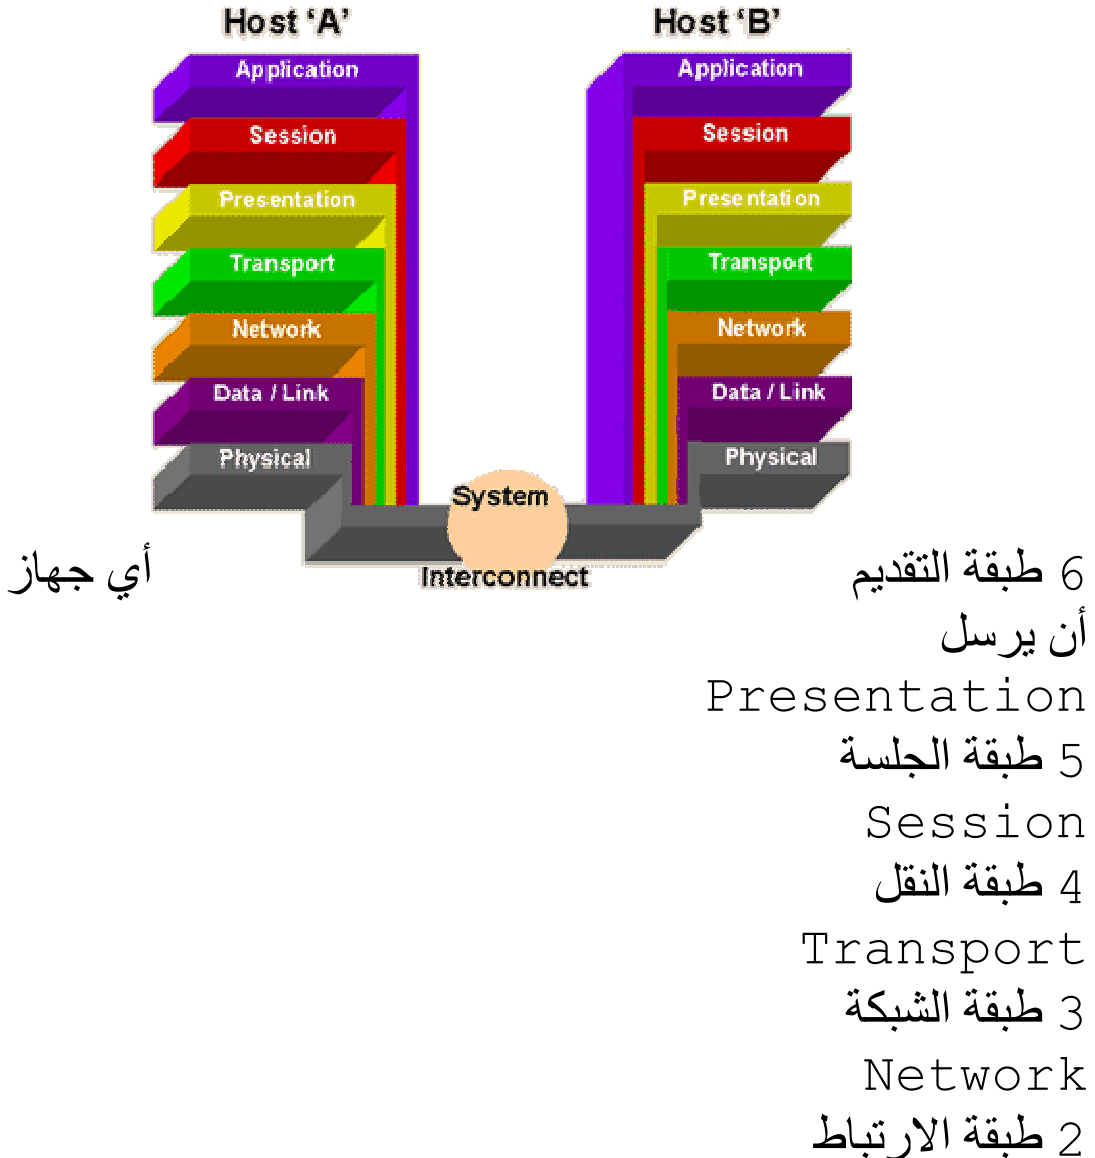 Host ‘A’ Host ‘B’
Application Application
Session Session
Presentation Presentation
Transport Transport
Network Network
Data / Link Data / Link
Physical Physical
System
Interconnect
6 طبقة التقديم أي جهاز
أن يرسل
Presentation
5 طبقة الجلسة
Session
4 طبقة النقل
Transport
3 طبقة الشبكة
Network
2 طبقة الارتباط